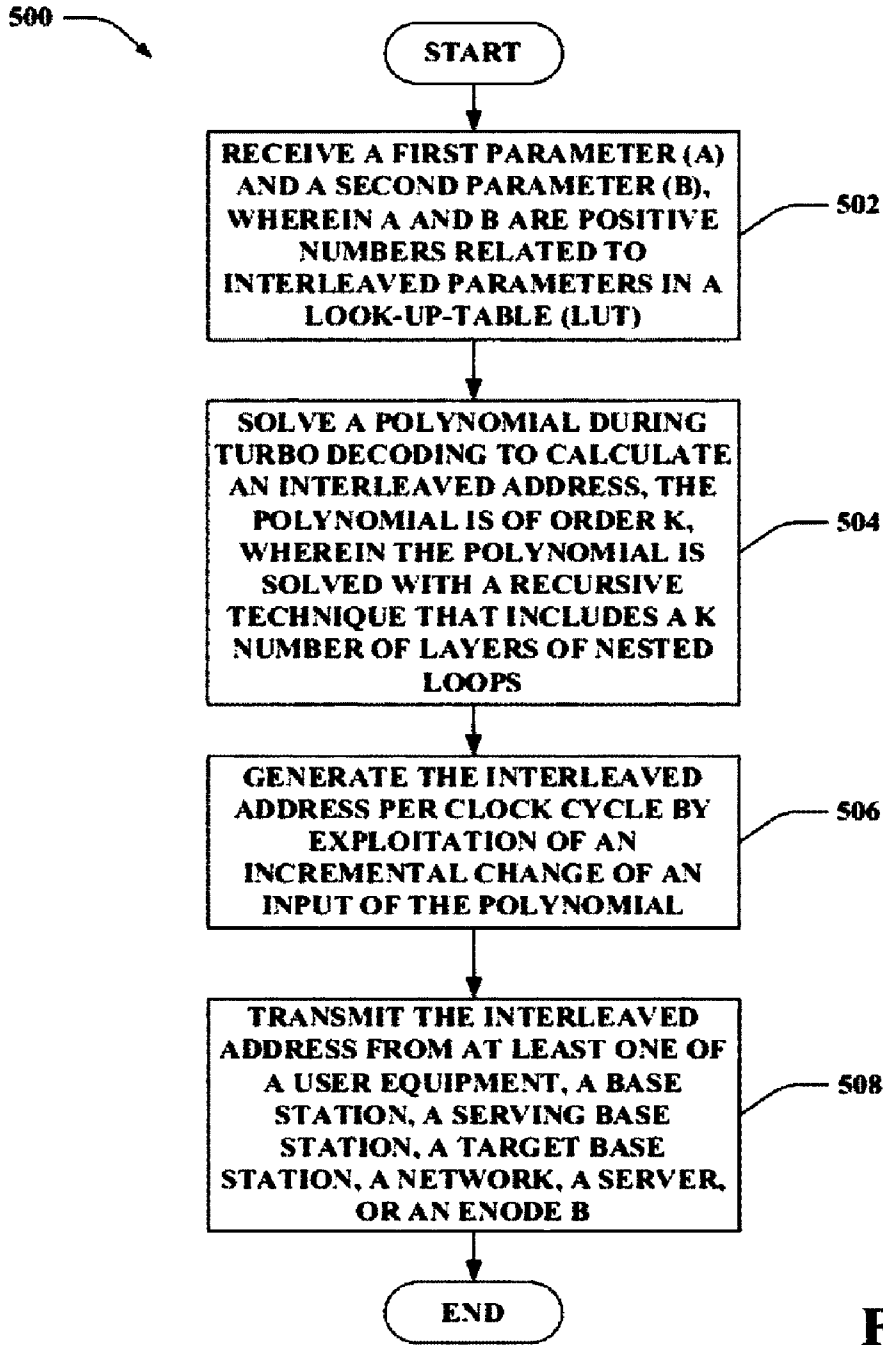 500
START
RECEIVE A FIRST PARAMETER (A)
AND A SECOND PARAMETER (B),
WHEREIN A AND B ARE POSITIVE
NUMBERS RELATED TO
INTERLEAVED PARAMETERS IN A
LOOK-UP-TABLE (LUT)
502
SOLVE A POLYNOMIAL DURING
TURBO DECODING TO CALCULATE
AN INTERLEAVED ADDRESS, THE
POLYNOMIAL IS OF ORDER K,
WHEREIN THE POLYNOMIAL IS
SOLVED WITH A RECURSIVE
TECHNIQUE THAT INCLUDES A K
NUMBER OF LAYERS OF NESTED
LOOPS
504
GENERATE THE INTERLEAVED
ADDRESS PER CLOCK CYCLE BY
EXPLOITATION OF AN
INCREMENTAL CHANGE OF AN
INPUT OF THE POLYNOMIAL
506
TRANSMIT THE INTERLEAVED
ADDRESS FROM AT LEAST ONE OF
A USER EQUIPMENT, A BASE
STATION, A SERVING BASE
STATION, A TARGET BASE
STATION, A NETWORK, A SERVER,
OR AN ENODE B
508
END